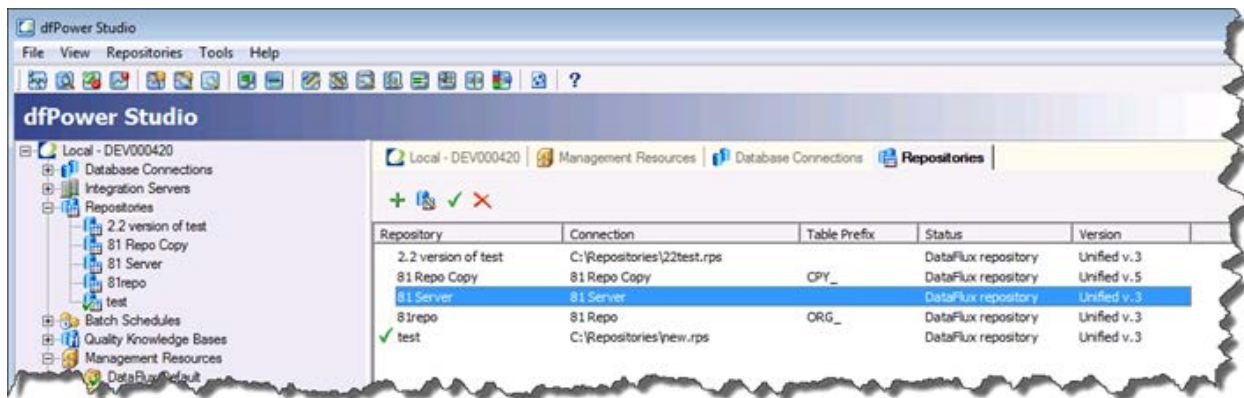 dfPower Studio
File View Repositories Tools Help
?
dfPower Studio
Local - DEV000420
Database Connections
Integration Servers
Repositories
2.2 version of test
81 Repo Copy
81 Server
81repo
test
Batch Schedules
Quality Knowledge Bases
Management Resources
DataFlux Default
Local - DEV000420 Management Resources Database Connections Repositories
Repository Connection Table Prefix Status Version
2.2 version of test C:\Repositories\22test.rps DataFlux repository Unified v.3
81 Repo Copy 81 Repo Copy CPY_ DataFlux repository Unified v.5
81 Server 81 Server DataFlux repository Unified v.3
81repo 81 Repo ORG_ DataFlux repository Unified v.3
test C:\Repositories\new.rps DataFlux repository Unified v.3